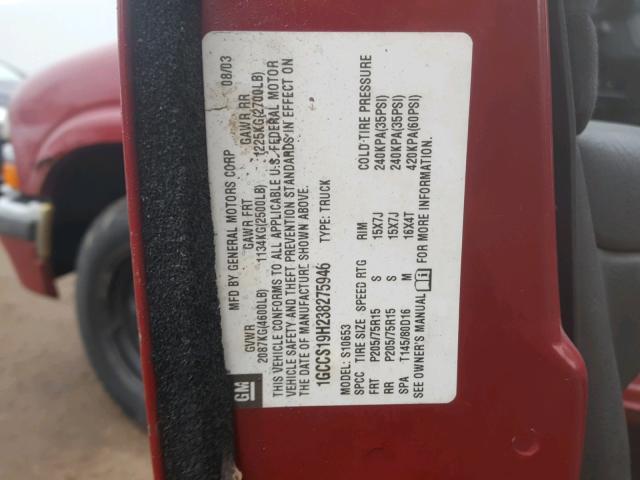 MFD BY GENERAL MOTORS CORP 08/03
GVWR GAWR FRT GAWR RR
2087KG(4600LB) 1134KG(2500LB) 1225KG(2700LB)
THIS VEHICLE CONFORMS TO ALL APPLICABLE U.S. FEDERAL MOTOR
VEHICLE SAFETY AND THEFT PREVENTION STANDARDS IN EFFECT ON
THE DATE OF MANUFACTURE SHOWN ABOVE.
GM 1GCCS19H238275946 TYPE: TRUCK
MODEL: S10653
SPCC TIRE SIZE SPEED RTG RIM COLD TIRE PRESSURE
FRT P205/75R15 S 15X7J 240KPA(35PSI)
RR P205/75R15 S 15X7J 240KPA(35PSI)
SPA T145/80D16 M 16X4T 420KPA(60PSI)
SEE OWNER'S MANUAL FOR MORE INFORMATION.